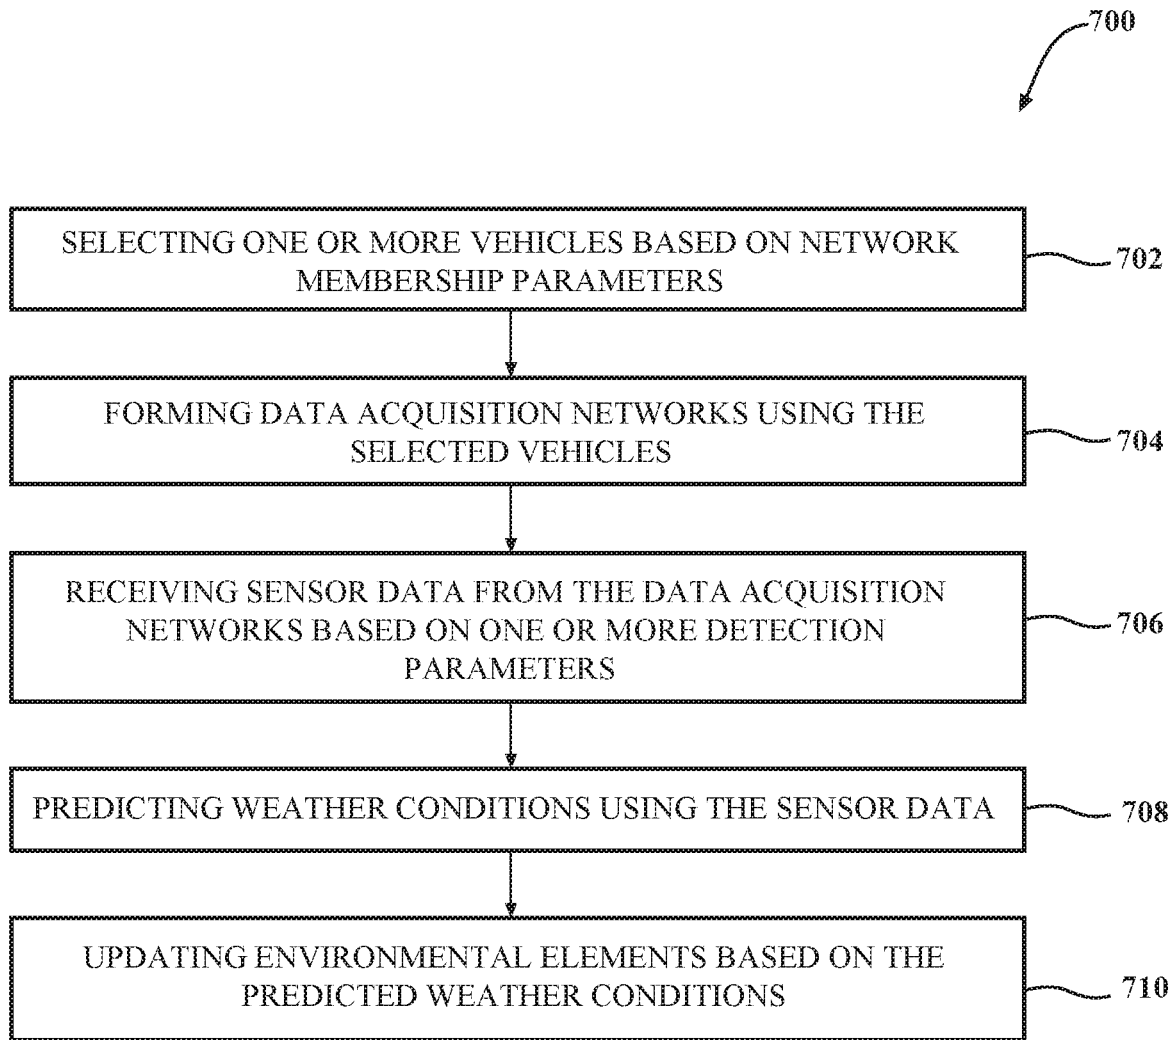 700
SELECTING ONE OR MORE VEHICLES BASED ON NETWORK
MEMBERSHIP PARAMETERS
702
FORMING DATA ACQUISITION NETWORKS USING THE
SELECTED VEHICLES
704
RECEIVING SENSOR DATA FROM THE DATA ACQUISITION
NETWORKS BASED ON ONE OR MORE DETECTION
PARAMETERS
706
PREDICTING WEATHER CONDITIONS USING THE SENSOR DATA
708
UPDATING ENVIRONMENTAL ELEMENTS BASED ON THE
PREDICTED WEATHER CONDITIONS
710